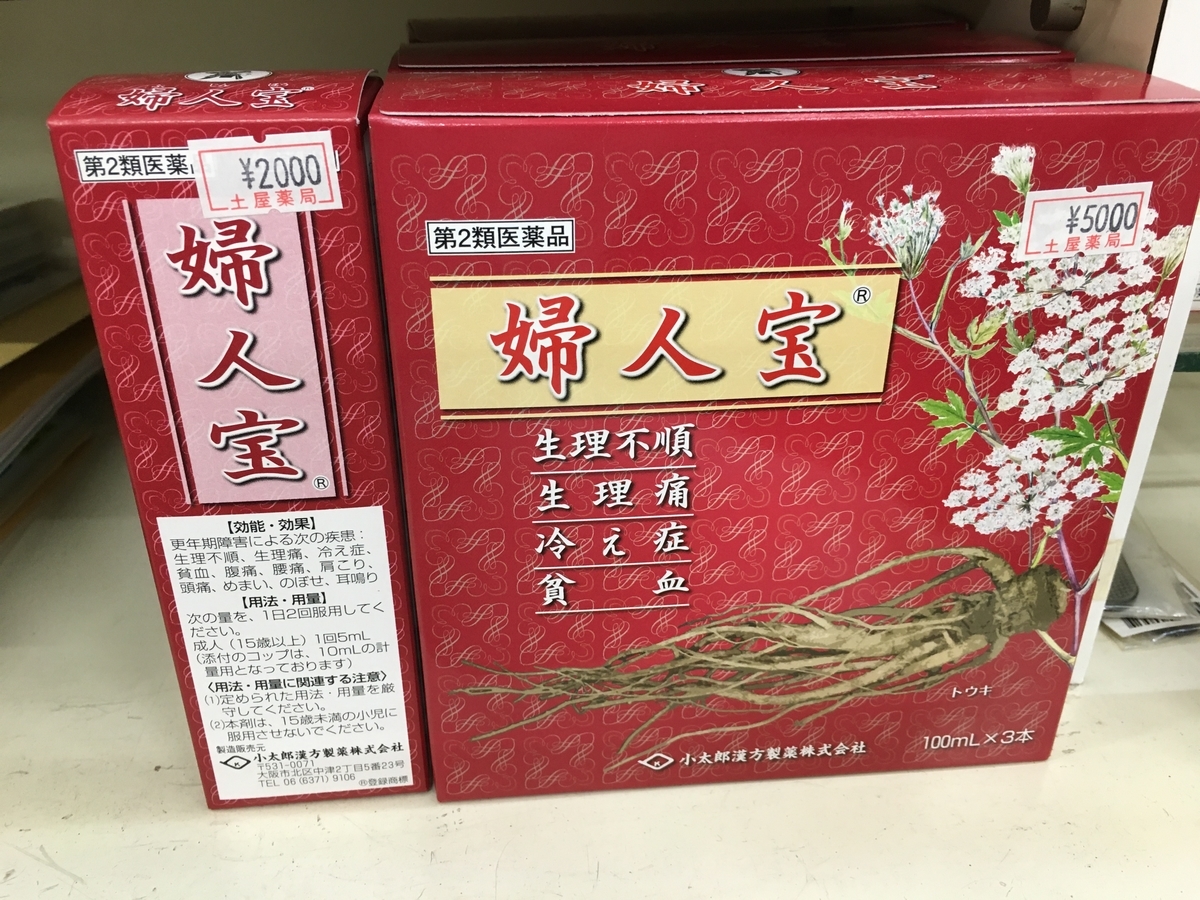 婦人宝®
第2類医薬
¥2000
土屋薬局
婦人宝®
【効能・効果】
更年期障害による次の疾患:
生理不順、生理痛、冷え症、
貧血、腹痛、腰痛、肩こり、
頭痛、めまい、のぼせ、耳鳴り
【用法・用量】
次の量を、1日2回服用してく
ださい。
成人(15歳以上)1回5mL
(添付のコップは、10mLの計
量用となっております)
〈用法・用量に関連する注意〉
(1)定められた用法・用量を厳
守してください。
(2)本剤は、15歳未満の小児に
服用させないでください。
製造販売元
小太郎漢方製薬株式会社
〒531-0071
大阪市北区中津2丁目5番23号
TEL 06(6371)9106
®登録商標
婦人宝
第2類医薬品
¥5000
土屋薬局
婦人宝®
生理不順
生理痛
冷え症
貧血
トウキ
100mL×3本
小太郎漢方製薬株式会社